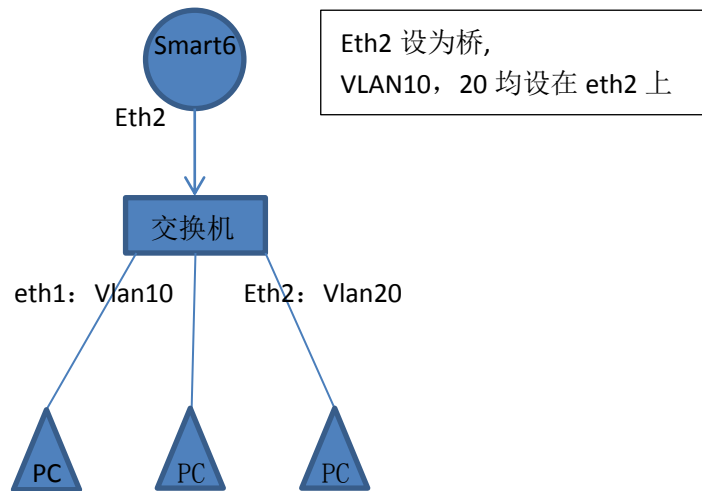 Smart6
Eth2 设为桥,
VLAN10，20 均设在 eth2 上
Eth2
交换机
eth1： Vlan10
Eth2： Vlan20
PC
PC
PC